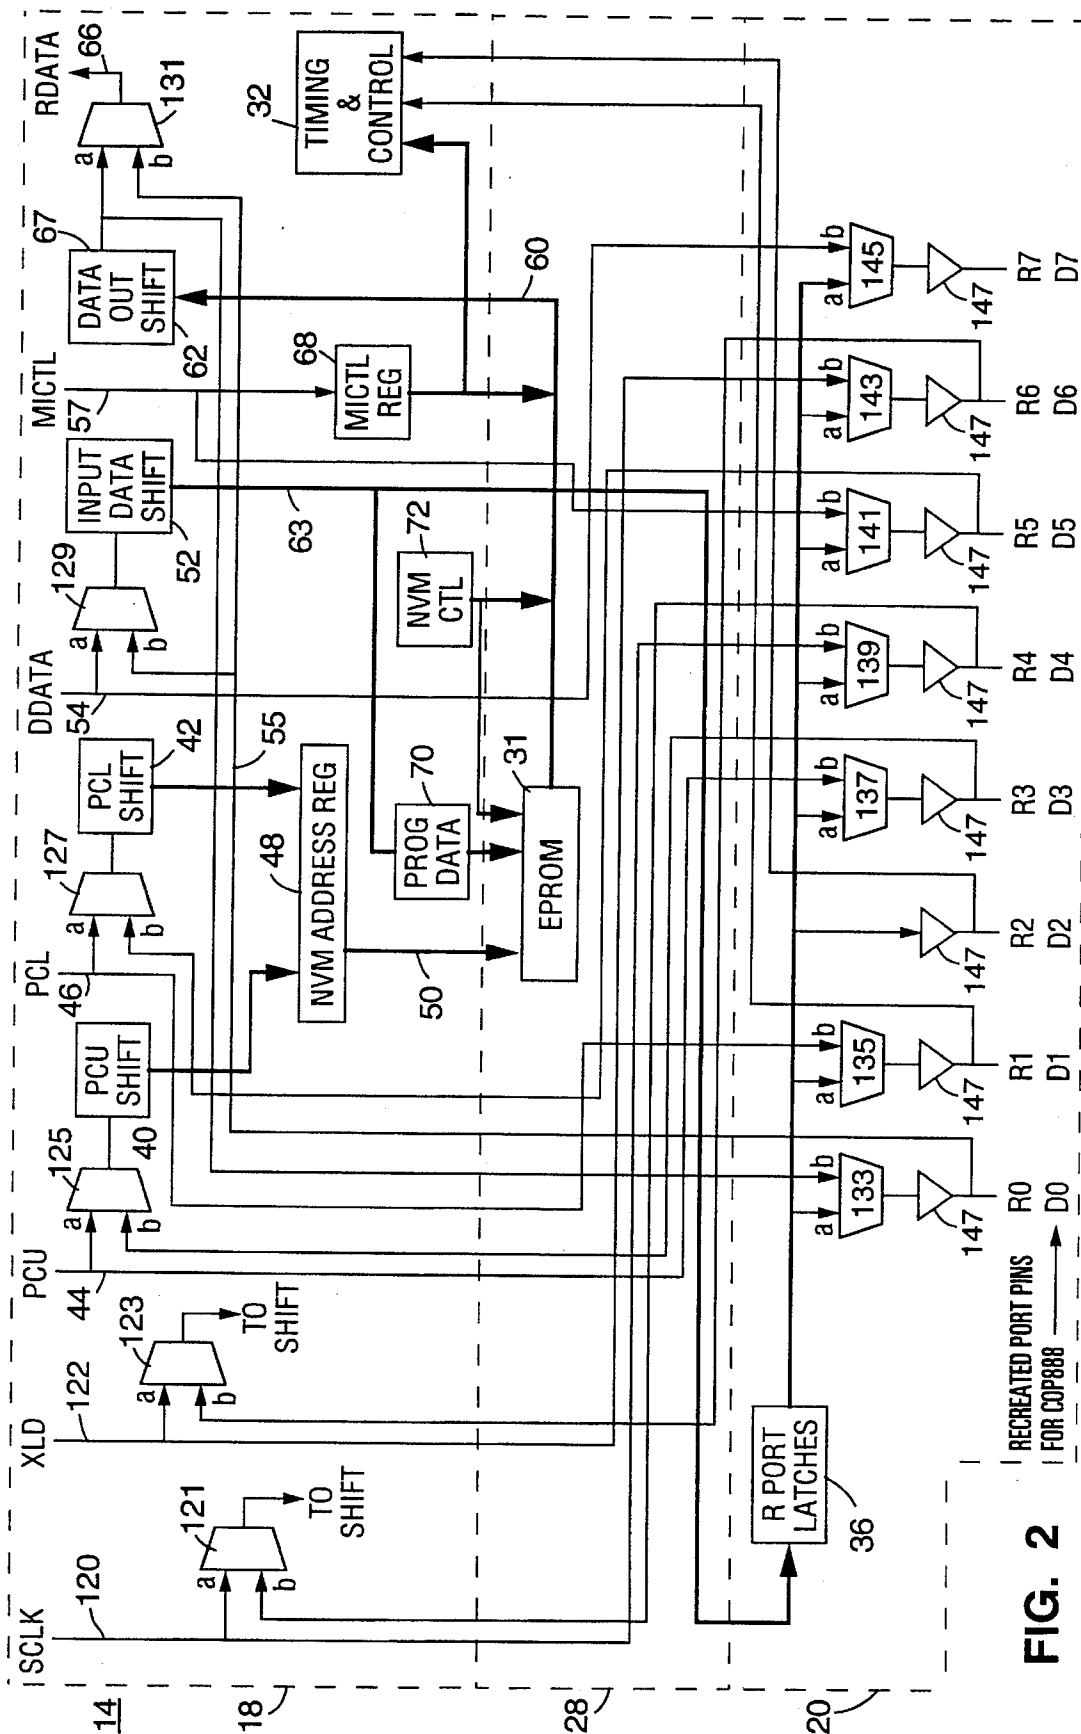 14
SCLK
120
XLD
122
PCU
44
PCL
46
DDATA
54
MICTL
57
RDATA
66
121
a
b
TO
SHIFT
123
a
b
TO
SHIFT
125
a
b
PCU
SHIFT
40
127
a
b
PCL
SHIFT
42
129
a
b
INPUT
DATA
SHIFT
52
67
DATA
OUT
SHIFT
62
131
a
b
18
55
63
68
MICTL
REG
32
TIMING
&
CONTROL
48
NVM ADDRESS REG
50
70
PROG
DATA
72
NVM
CTL
60
31
EPROM
28
20
R PORT
LATCHES
36
a
133
b
147
a
135
b
147
147
a
137
b
147
a
139
b
147
a
141
b
147
a
143
b
147
a
145
b
147
R0 R1 R2 R3 R4 R5 R6 R7
RECREATED PORT PINS
FOR COP888 D0 D1 D2 D3 D4 D5 D6 D7
FIG. 2